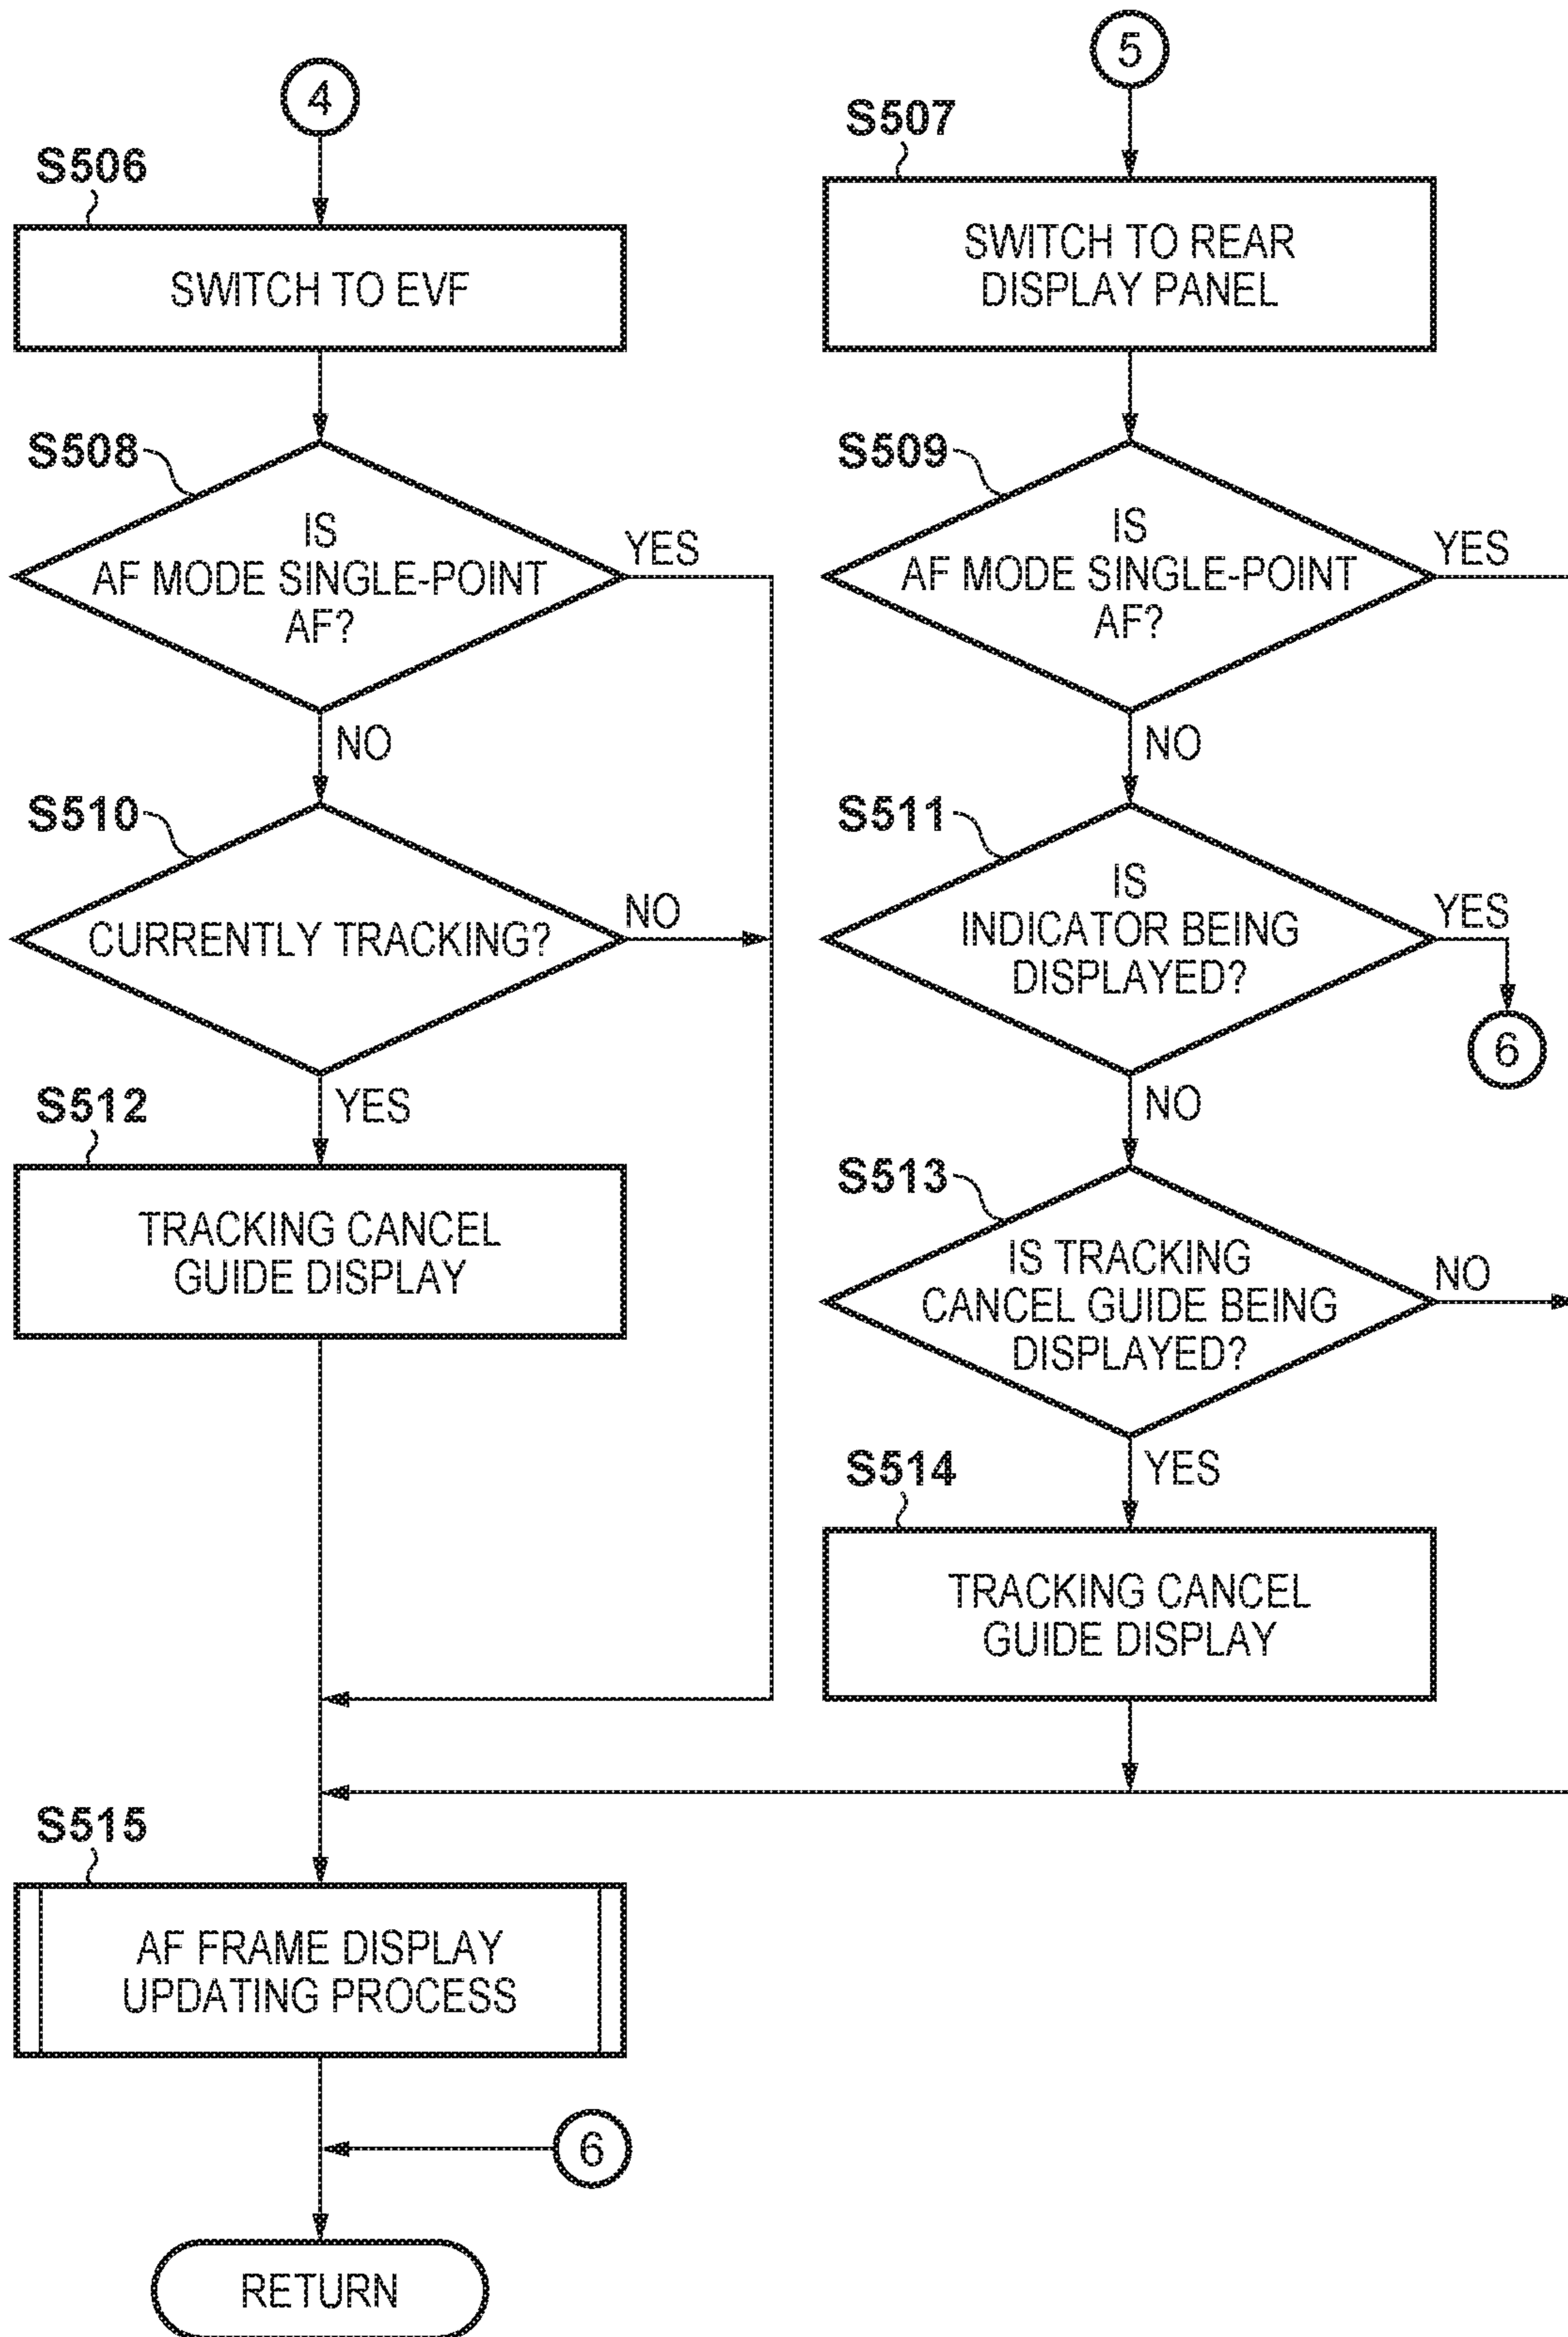 4
S506
SWITCH TO EVF
S508
IS
AF MODE SINGLE-POINT
AF?
YES
NO
S510
CURRENTLY TRACKING?
NO
YES
S512
TRACKING CANCEL
GUIDE DISPLAY
5
S507
SWITCH TO REAR
DISPLAY PANEL
S509
IS
AF MODE SINGLE-POINT
AF?
YES
NO
S511
IS
INDICATOR BEING
DISPLAYED?
YES
6
NO
S513
IS TRACKING
CANCEL GUIDE BEING
DISPLAYED?
NO
YES
S514
TRACKING CANCEL
GUIDE DISPLAY
S515
AF FRAME DISPLAY
UPDATING PROCESS
6
RETURN